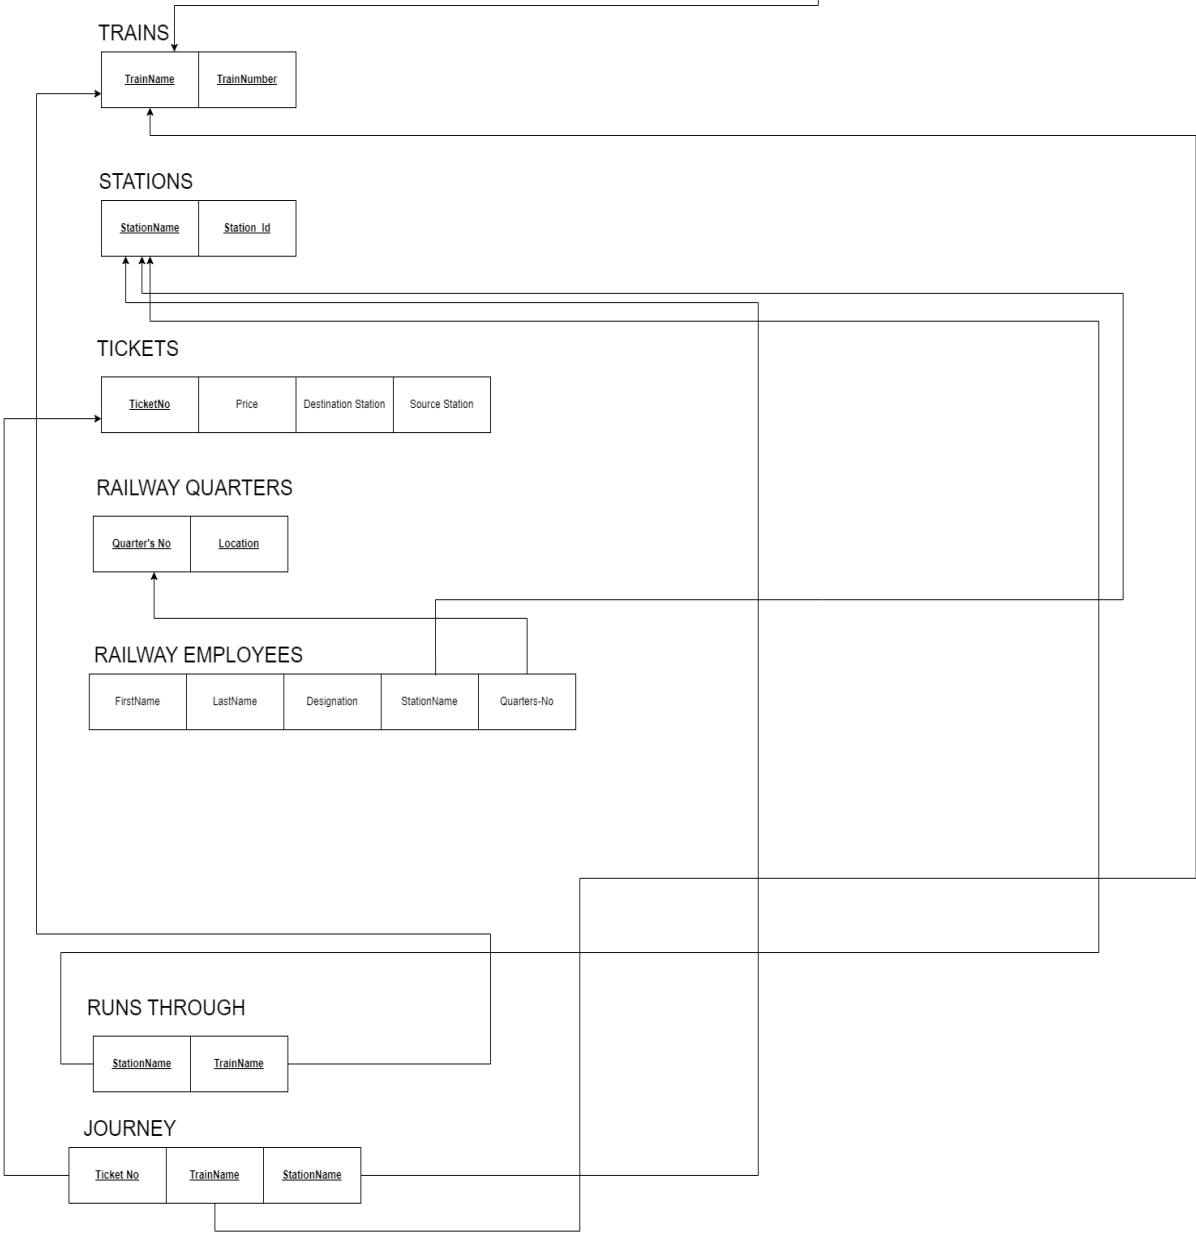 TRAINS
TrainName TrainNumber
STATIONS
StationName Station_Id
TICKETS
TicketNo Price Destination Station Source Station
RAILWAY QUARTERS
Quarter's No Location
RAILWAY EMPLOYEES
FirstName LastName Designation StationName Quarters-No
RUNS THROUGH
StationName TrainName
JOURNEY
Ticket No TrainName StationName